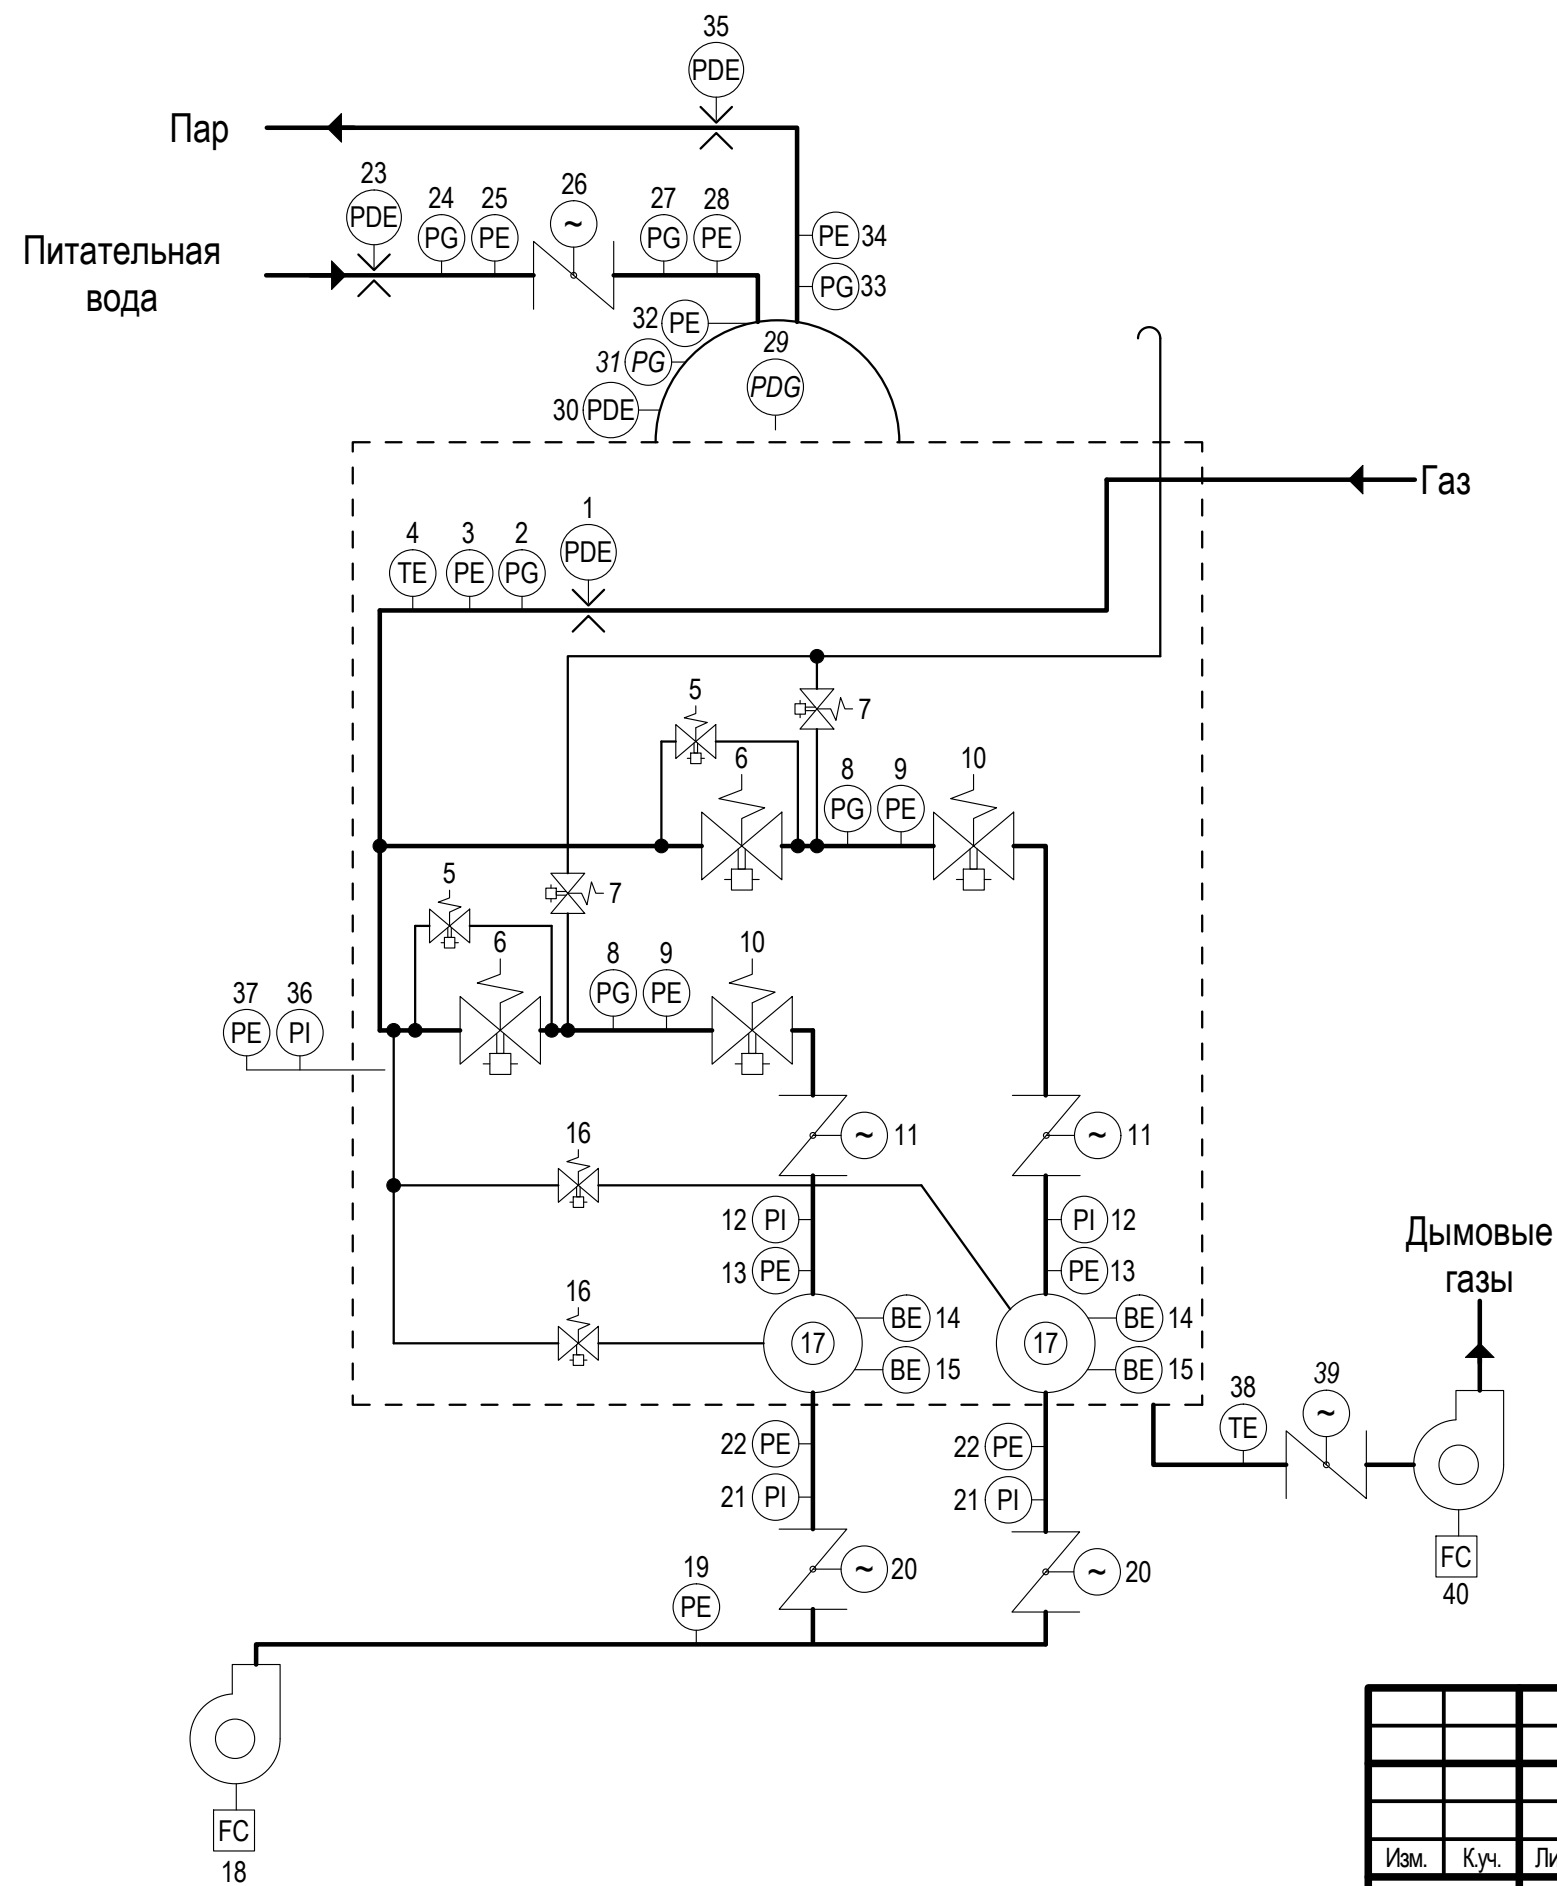 35
PDE
Пар
23
PDE
24
PG
25
PE
26
~
27
PG
28
PE
PE 34
PG 33
Питательная
вода
32 PE
31 PG
30 PDE
29
PDG
Газ
4
TE
3
PE
2
PG
1
PDE
5
7
6
8
PG
9
PE
10
5
7
6
8
PG
9
PE
10
37
PE
36
PI
~ 11
~ 11
16
12 PI
PI 12
13 PE
PE 13
16
17
BE 14
BE 15
17
BE 14
BE 15
Дымовые
газы
38
TE
39
~
22 PE
22 PE
21 PI
21 PI
FC
40
~ 20
~ 20
19
PE
FC
18
Изм.
К.уч.